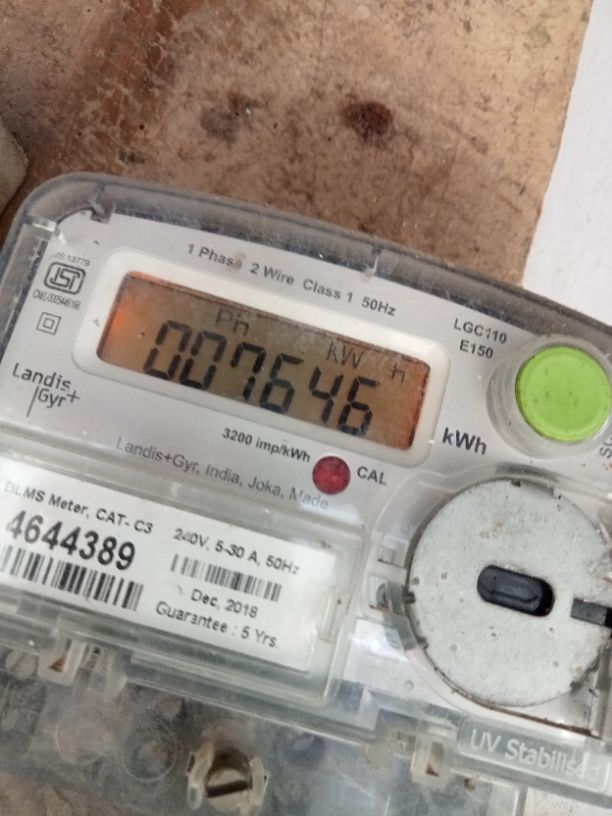 1 Phase 2 Wire Class 1 50Hz
IS:13779
ISI
LGC110
E150
Ph kW h
007646
kWh
Landis
Gyr+
3200 imp/kWh
CAL
Landis+Gyr, India, Joka, Made
DLMS Meter, CAT- C3
4644389
240V, 5-30 A, 50Hz
Dec, 2018
Guarantee : 5 Yrs.
UV Stabilised